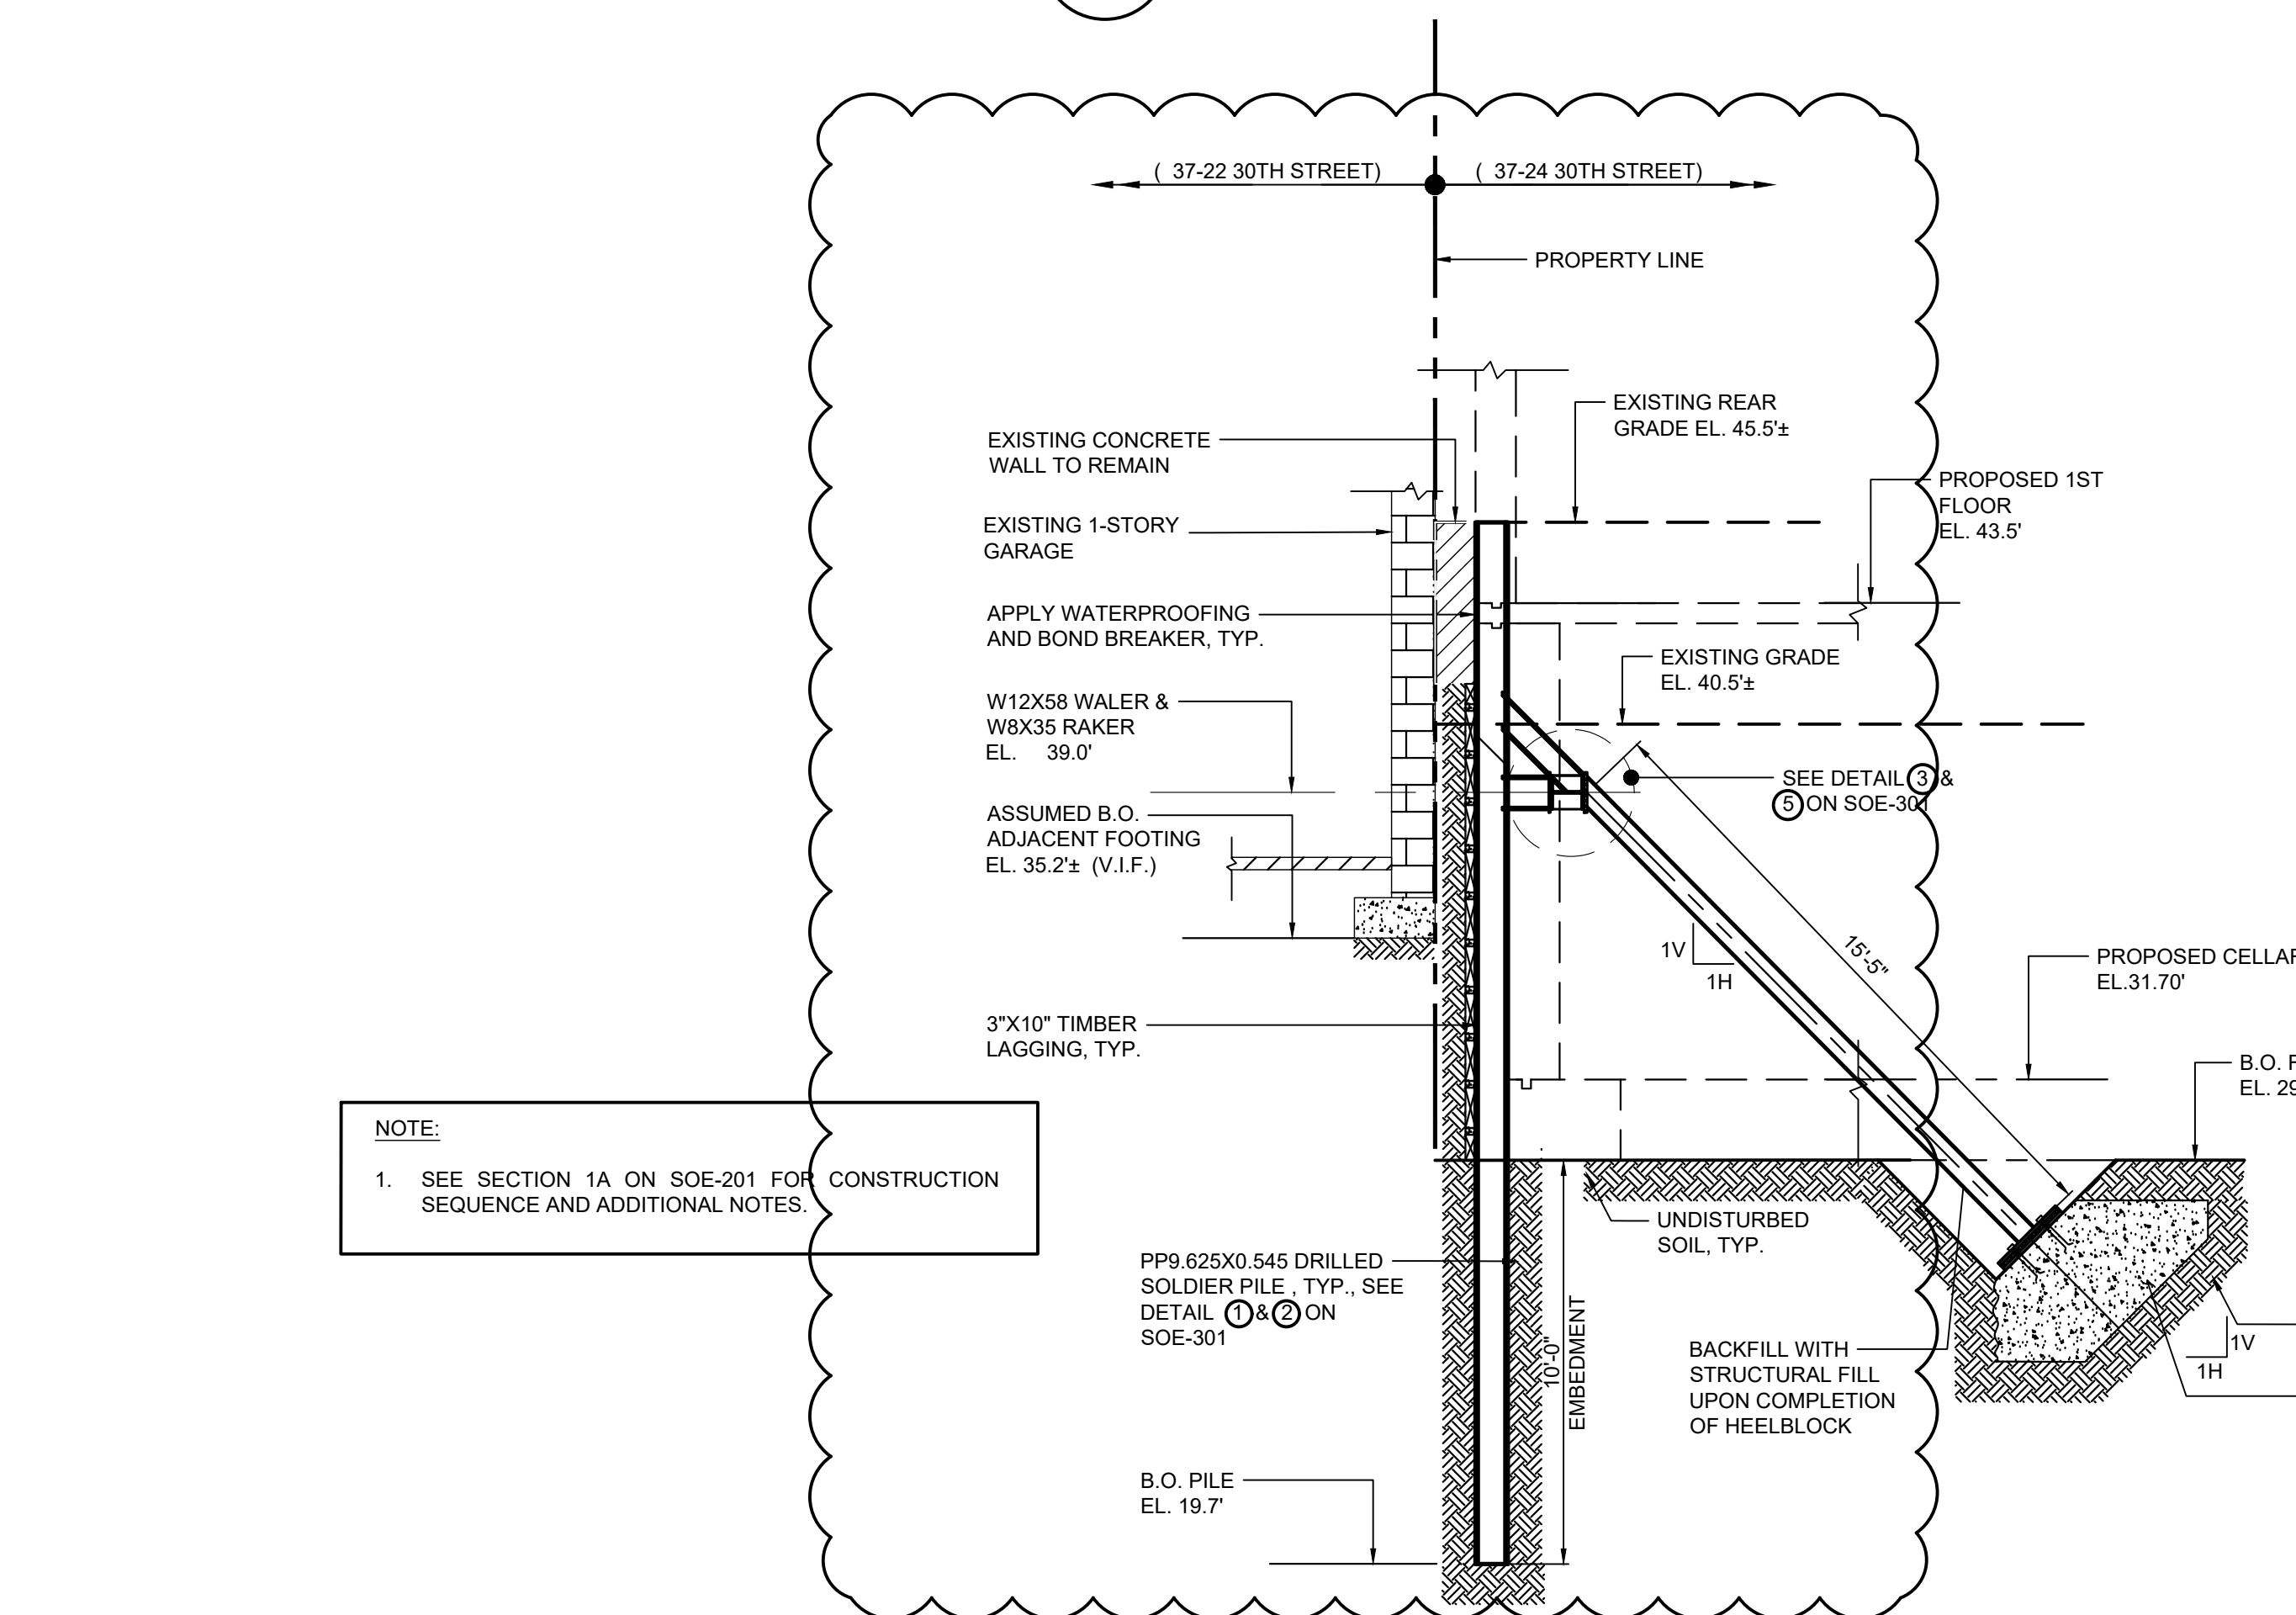 ( 37-22 30TH STREET)
( 37-24 30TH STREET)
PROPERTY LINE
EXISTING REAR
GRADE EL. 45.5'±
EXISTING CONCRETE
WALL TO REMAIN
PROPOSED 1ST
FLOOR
EL. 43.5'
EXISTING 1-STORY
GARAGE
APPLY WATERPROOFING
AND BOND BREAKER, TYP.
EXISTING GRADE
EL. 40.5'±
W12X58 WALER &
W8X35 RAKER
EL. 39.0'
SEE DETAIL 3 &
5 ON SOE-301
ASSUMED B.O.
ADJACENT FOOTING
EL. 35.2'± (V.I.F.)
1V
1H
15'-5"
PROPOSED CELLAR
EL.31.70'
3"X10" TIMBER
LAGGING, TYP.
B.O. F
EL. 29
NOTE:
1. SEE SECTION 1A ON SOE-201 FOR CONSTRUCTION
SEQUENCE AND ADDITIONAL NOTES.
UNDISTURBED
SOIL, TYP.
PP9.625X0.545 DRILLED
SOLDIER PILE , TYP., SEE
DETAIL 1 & 2 ON
SOE-301
10'-0"
EMBEDMENT
BACKFILL WITH
STRUCTURAL FILL
UPON COMPLETION
OF HEELBLOCK
1V
1H
B.O. PILE
EL. 19.7'